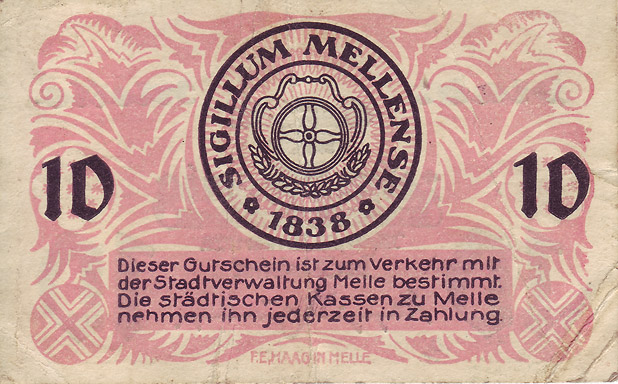 SIGILLUM MELLENSE
1838
10
10
Dieser Gutschein ist zum Verkehr mit
der Stadtverwaltung Melle bestimmt.
Die städtischen Kassen zu Melle
nehmen ihn jederzeit in Zahlung.
F.E.HAAG IN MELLE